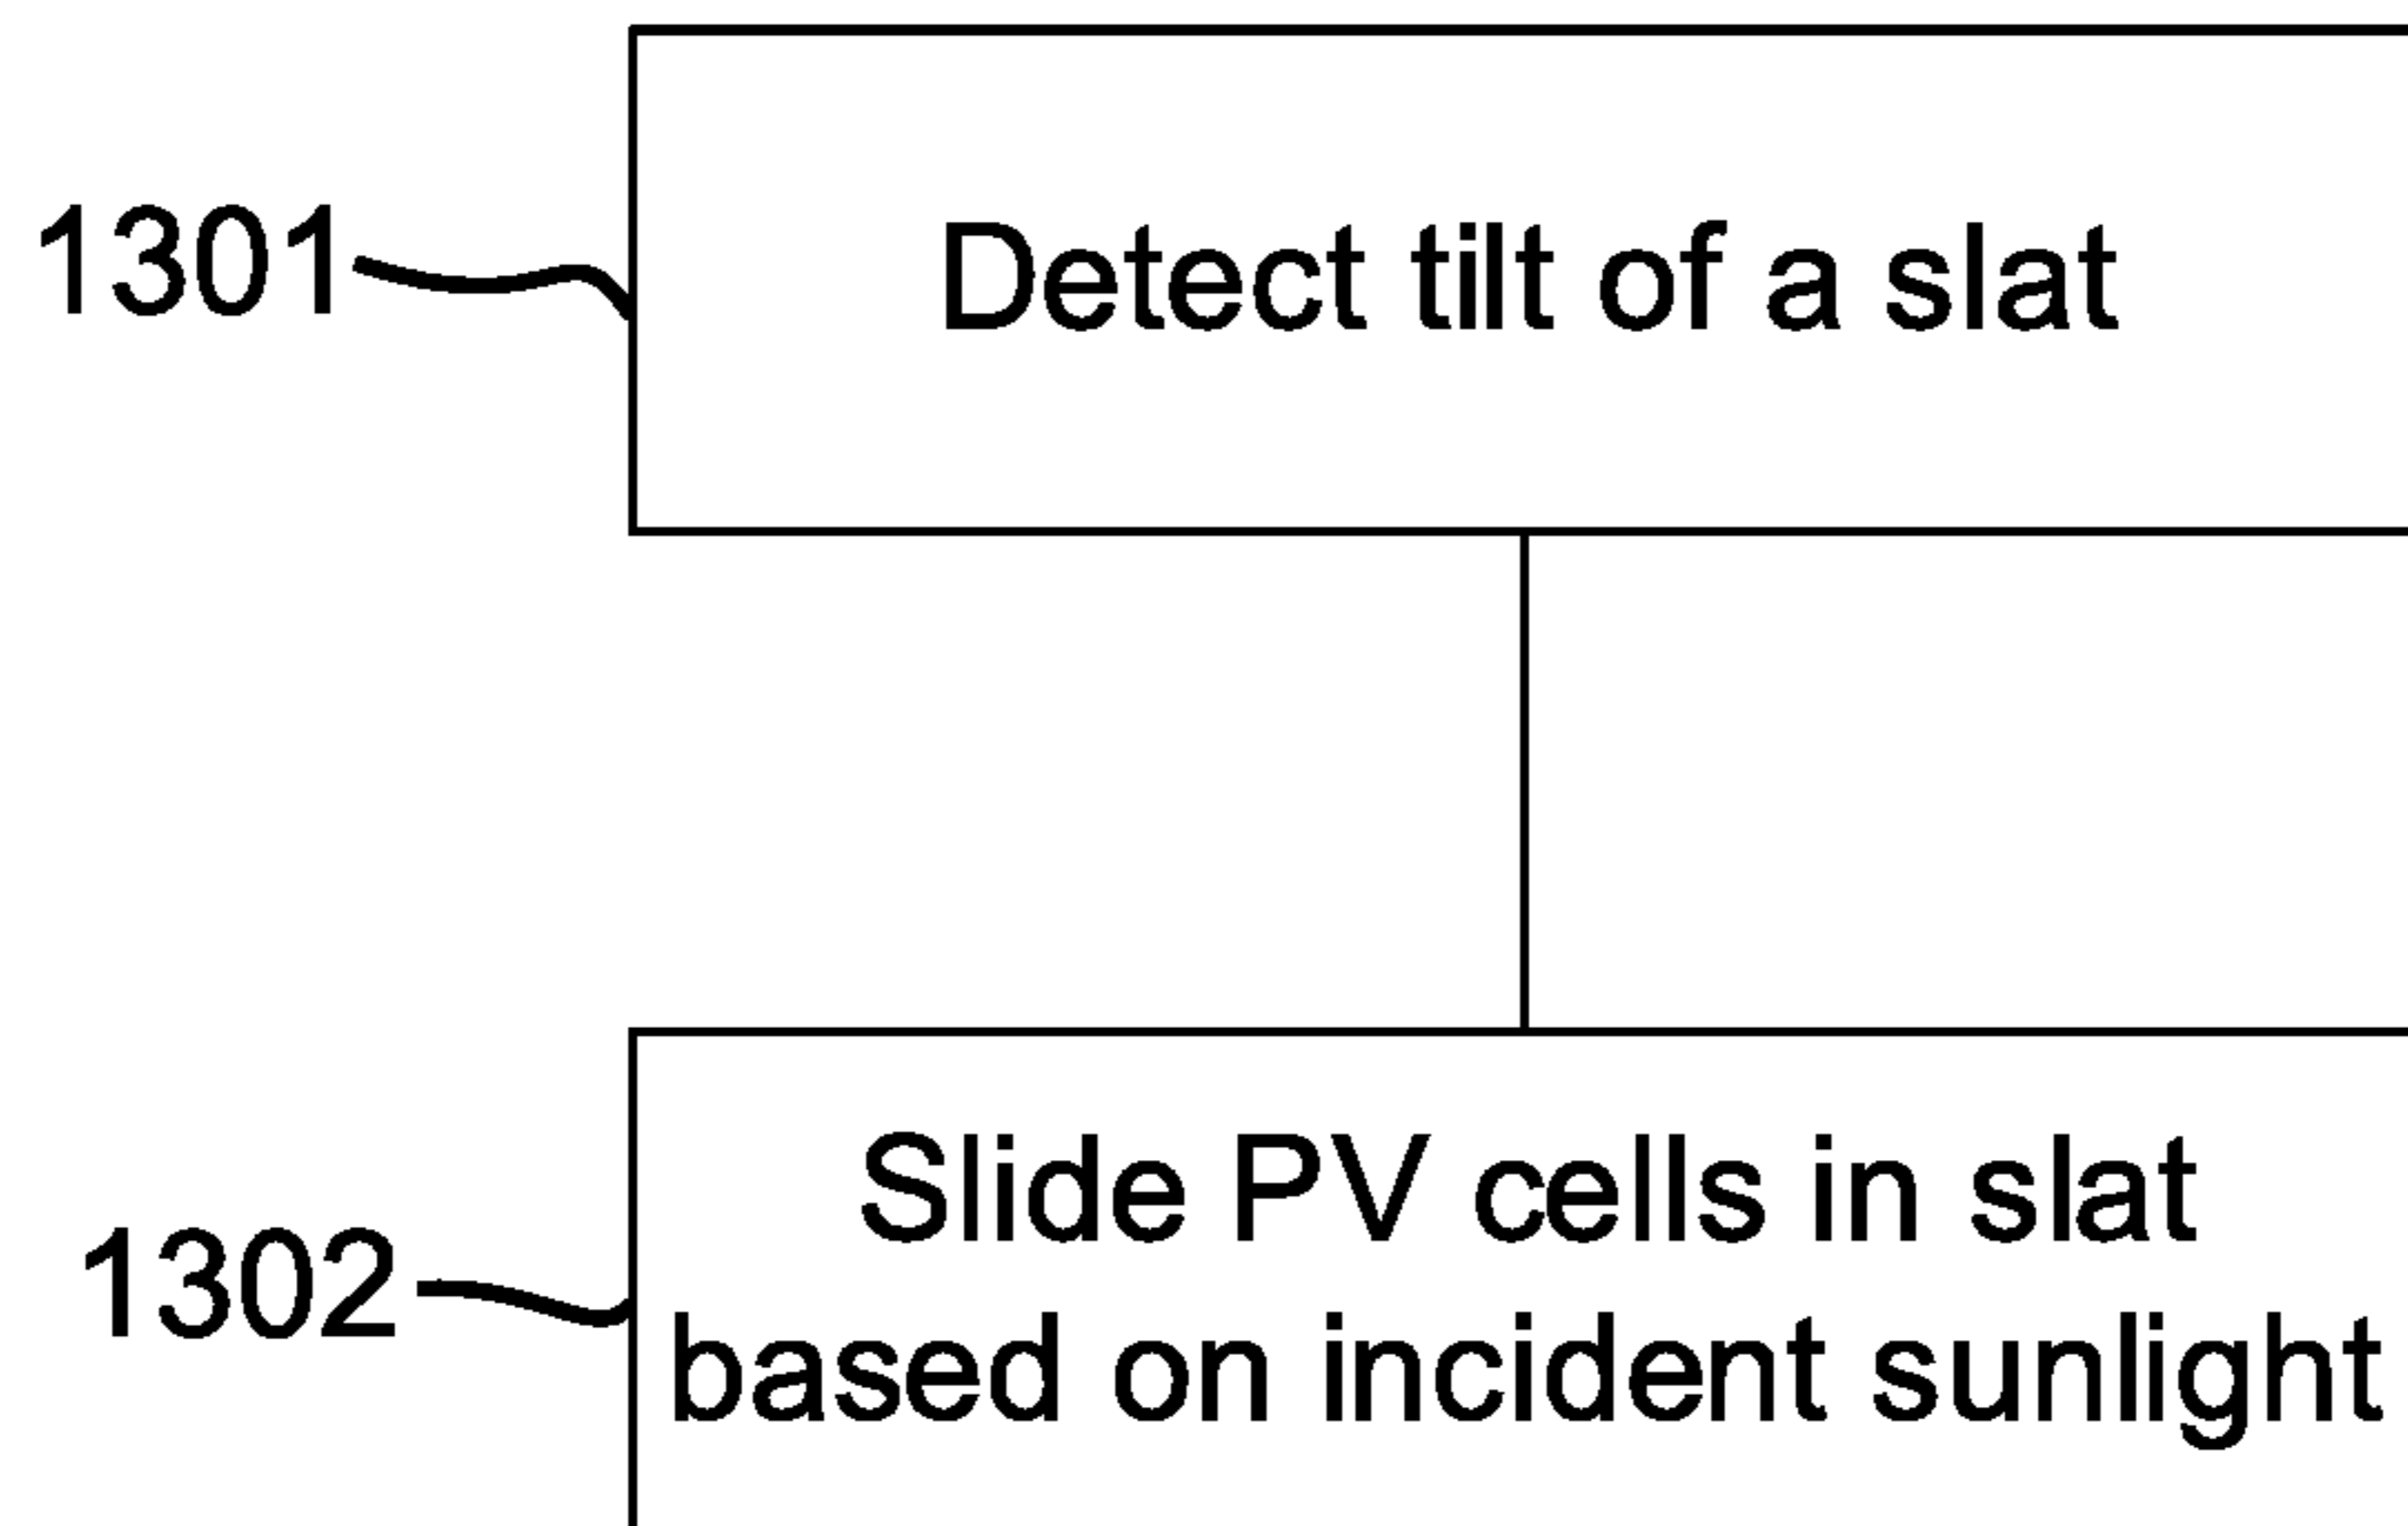 1301
Detect tilt of a slat
1302
Slide PV cells in slat
based on incident sunlight